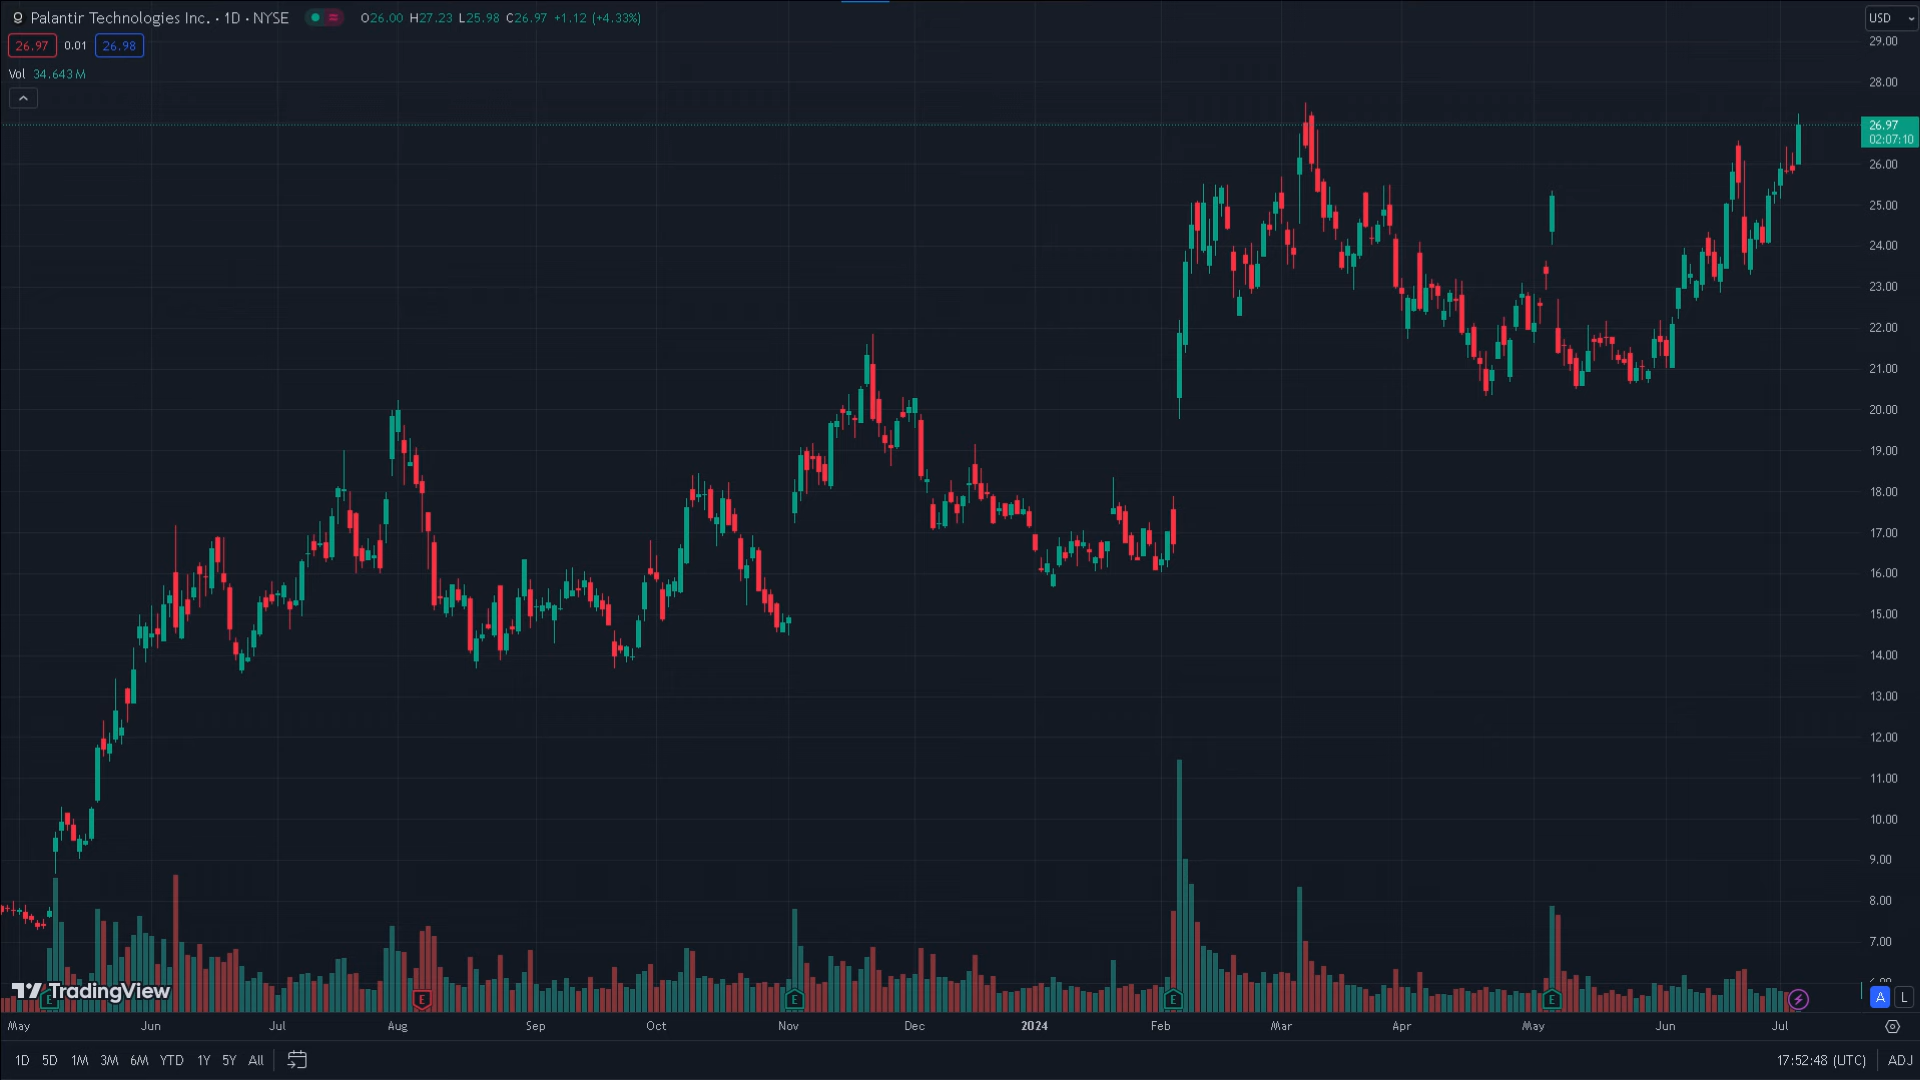 Palantir Technologies Inc. · 1D · NYSE O26.00 H27.23 L25.98 C26.97 +1.12 (+4.33%)
26.97 0.01 26.98
Vol 34.643 M
USD
29.00
28.00
26.97
02:07:10
26.00
25.00
24.00
23.00
22.00
21.00
20.00
19.00
18.00
17.00
16.00
15.00
14.00
13.00
12.00
11.00
10.00
9.00
8.00
7.00
TradingView
E E E E E
A L
May Jun Jul Aug Sep Oct Nov Dec 2024 Feb Mar Apr May Jun Jul
1D 5D 1M 3M 6M YTD 1Y 5Y All
17:52:48 (UTC) ADJ